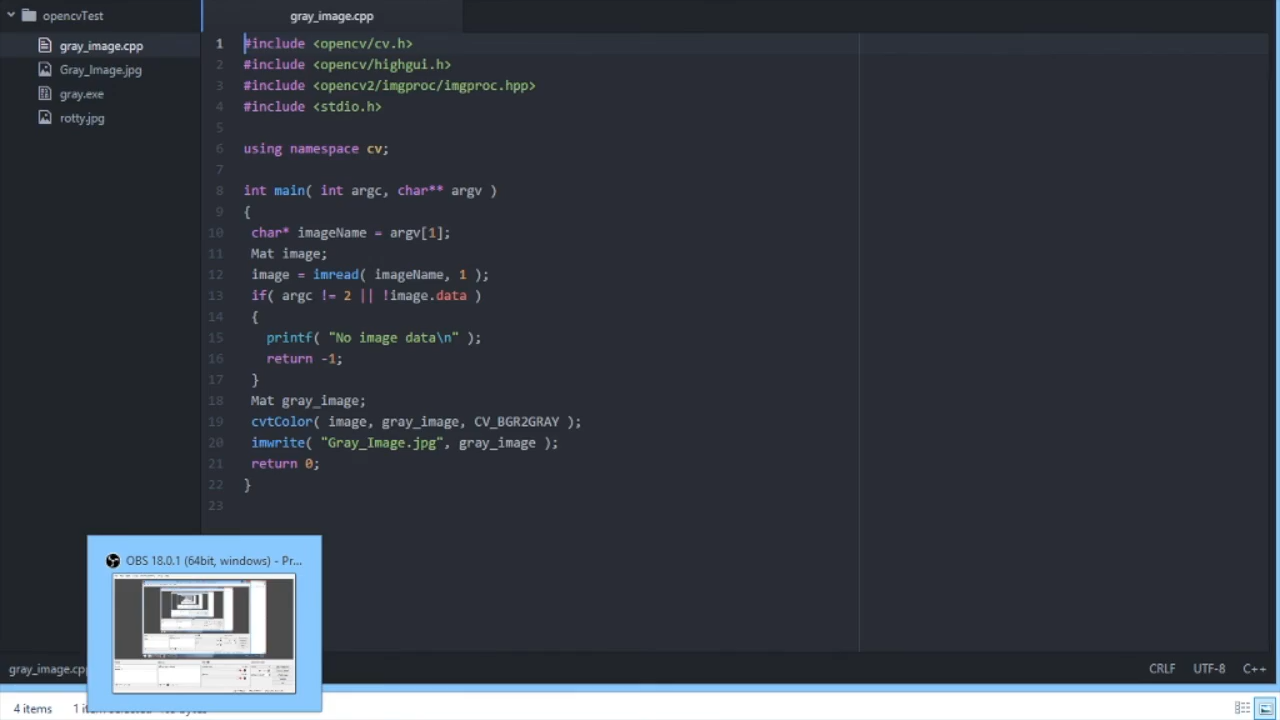 opencvTest
gray_image.cpp
gray_image.cpp
Gray_Image.jpg
gray.exe
rotty.jpg
1 #include <opencv/cv.h>
2 #include <opencv/highgui.h>
3 #include <opencv2/imgproc/imgproc.hpp>
4 #include <stdio.h>
5
6 using namespace cv;
7
8 int main( int argc, char** argv )
9 {
10 char* imageName = argv[1];
11 Mat image;
12 image = imread( imageName, 1 );
13 if( argc != 2 || !image.data )
14 {
15 printf( "No image data\n" );
16 return -1;
17 }
18 Mat gray_image;
19 cvtColor( image, gray_image, CV_BGR2GRAY );
20 imwrite( "Gray_Image.jpg", gray_image );
21 return 0;
22 }
23
OBS 18.0.1 (64bit, windows) - Pr...
gray_image.cp
CRLF UTF-8 C++
4 items